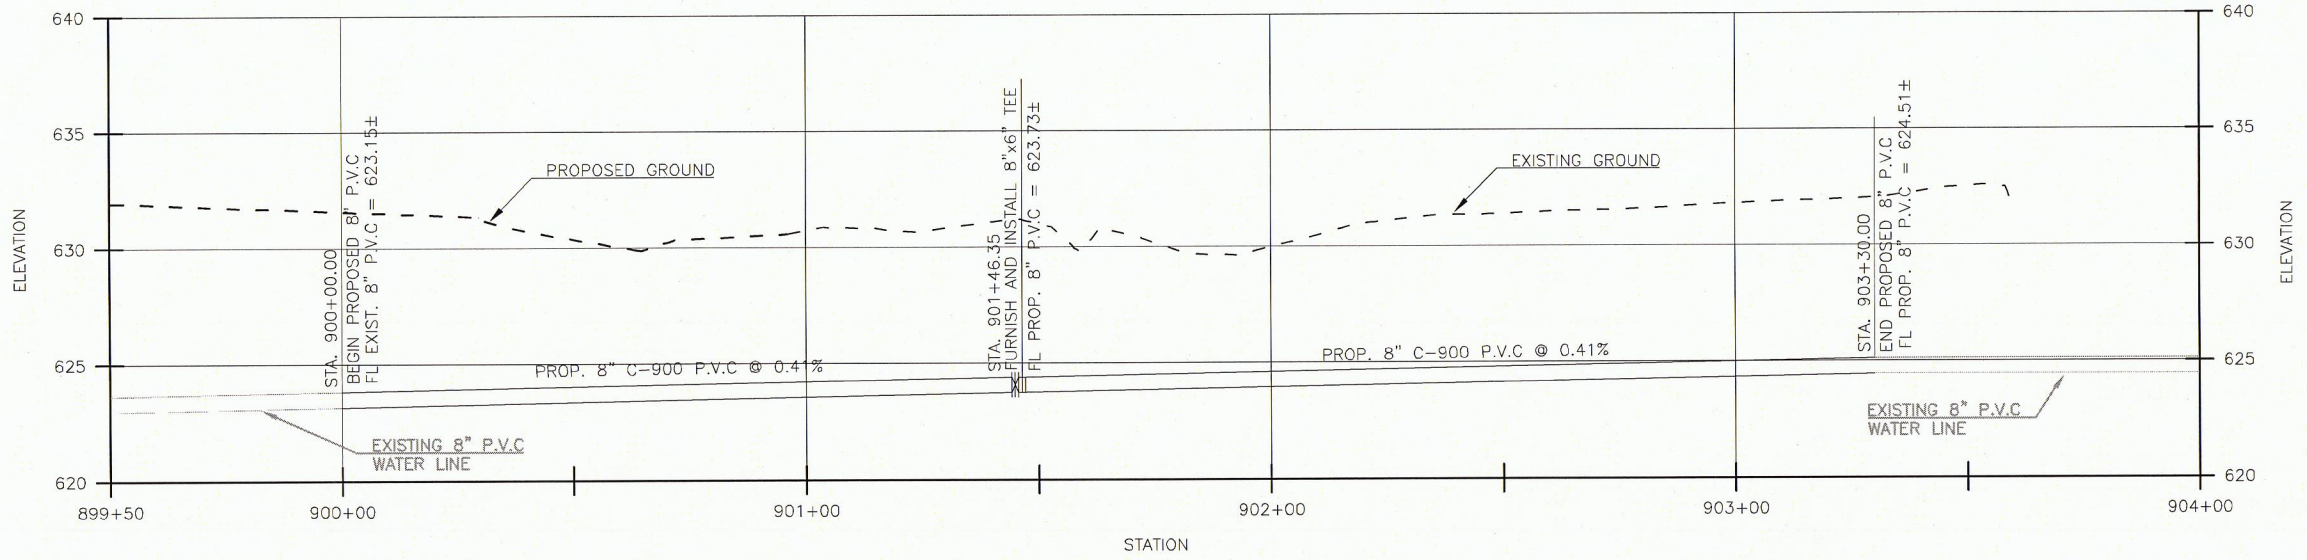 640
635
630
625
620
ELEVATION
STA. 900+00.00
BEGIN PROPOSED 8" P.V.C
FL EXIST. 8" P.V.C = 623.15±
PROPOSED GROUND
PROP. 8" C-900 P.V.C @ 0.41%
EXISTING 8" P.V.C
WATER LINE
STA. 901+46.35
FURNISH AND INSTALL 8"x6" TEE
FL PROP. 8" P.V.C = 623.73±
EXISTING GROUND
PROP. 8" C-900 P.V.C @ 0.41%
STA. 903+30.00
END PROPOSED 8" P.V.C
FL PROP. 8" P.V.C = 624.51±
EXISTING 8" P.V.C
WATER LINE
640
635
630
625
620
ELEVATION
899+50
900+00
901+00
902+00
903+00
904+00
STATION